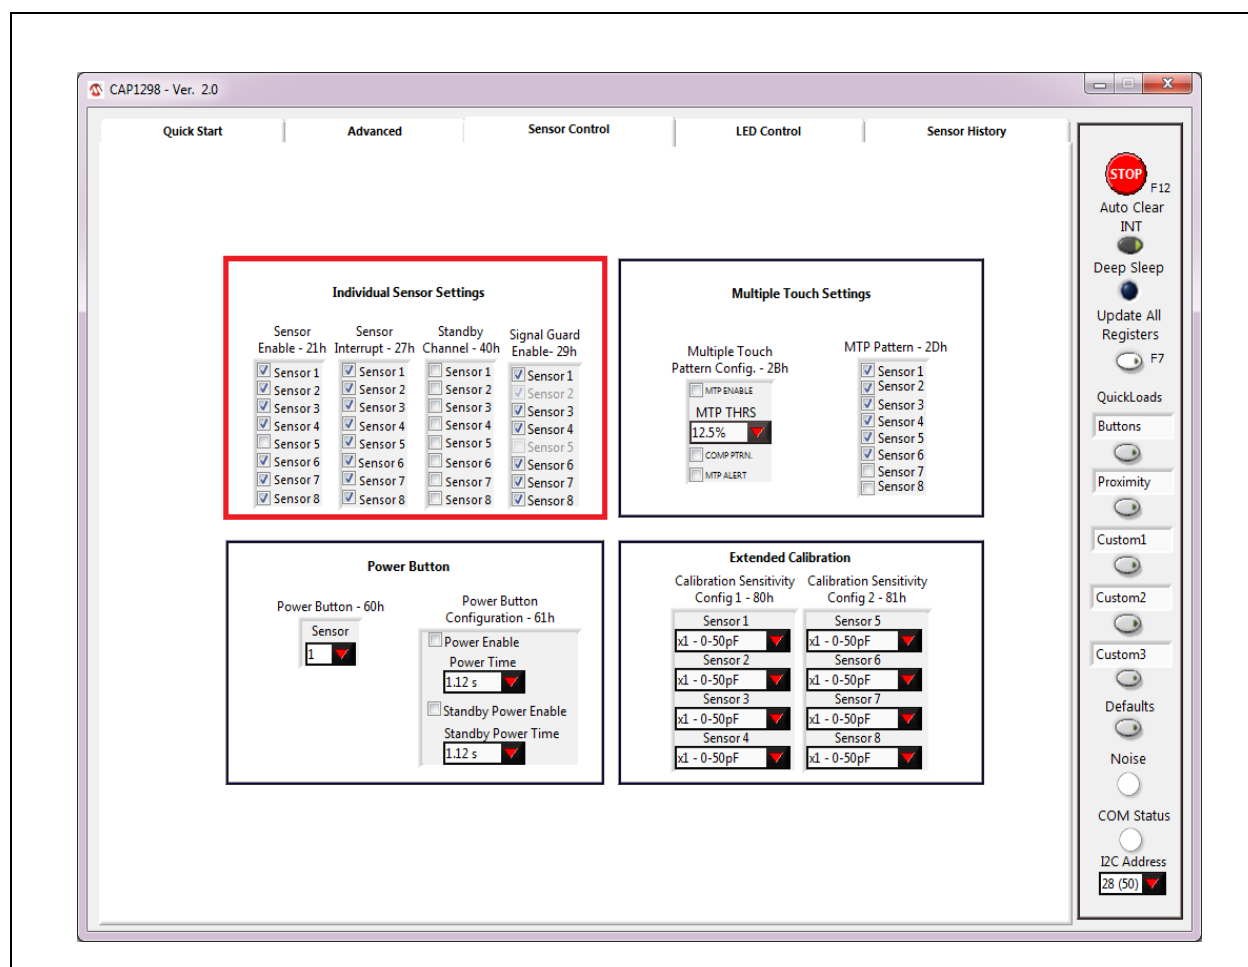 CAP1298 - Ver. 2.0
Quick Start
Advanced
Sensor Control
LED Control
Sensor History
Individual Sensor Settings
Sensor
Enable - 21h
Sensor 1
Sensor 2
Sensor 3
Sensor 4
Sensor 5
Sensor 6
Sensor 7
Sensor 8
Sensor
Interrupt - 27h
Sensor 1
Sensor 2
Sensor 3
Sensor 4
Sensor 5
Sensor 6
Sensor 7
Sensor 8
Standby
Channel - 40h
Sensor 1
Sensor 2
Sensor 3
Sensor 4
Sensor 5
Sensor 6
Sensor 7
Sensor 8
Signal Guard
Enable- 29h
Sensor 1
Sensor 2
Sensor 3
Sensor 4
Sensor 5
Sensor 6
Sensor 7
Sensor 8
Multiple Touch Settings
Multiple Touch
Pattern Config. - 2Bh
MTP ENABLE
MTP THRS
12.5%
COMP PTRN.
MTP ALERT
MTP Pattern - 2Dh
Sensor 1
Sensor 2
Sensor 3
Sensor 4
Sensor 5
Sensor 6
Sensor 7
Sensor 8
Power Button
Power Button - 60h
Sensor
1
Power Button
Configuration - 61h
Power Enable
Power Time
1.12 s
Standby Power Enable
Standby Power Time
1.12 s
Extended Calibration
Calibration Sensitivity
Config 1 - 80h
Sensor 1
x1 - 0-50pF
Sensor 2
x1 - 0-50pF
Sensor 3
x1 - 0-50pF
Sensor 4
x1 - 0-50pF
Calibration Sensitivity
Config 2 - 81h
Sensor 5
x1 - 0-50pF
Sensor 6
x1 - 0-50pF
Sensor 7
x1 - 0-50pF
Sensor 8
x1 - 0-50pF
STOP
F12
Auto Clear
INT
Deep Sleep
Update All
Registers
F7
QuickLoads
Buttons
Proximity
Custom1
Custom2
Custom3
Defaults
Noise
COM Status
I2C Address
28 (50)